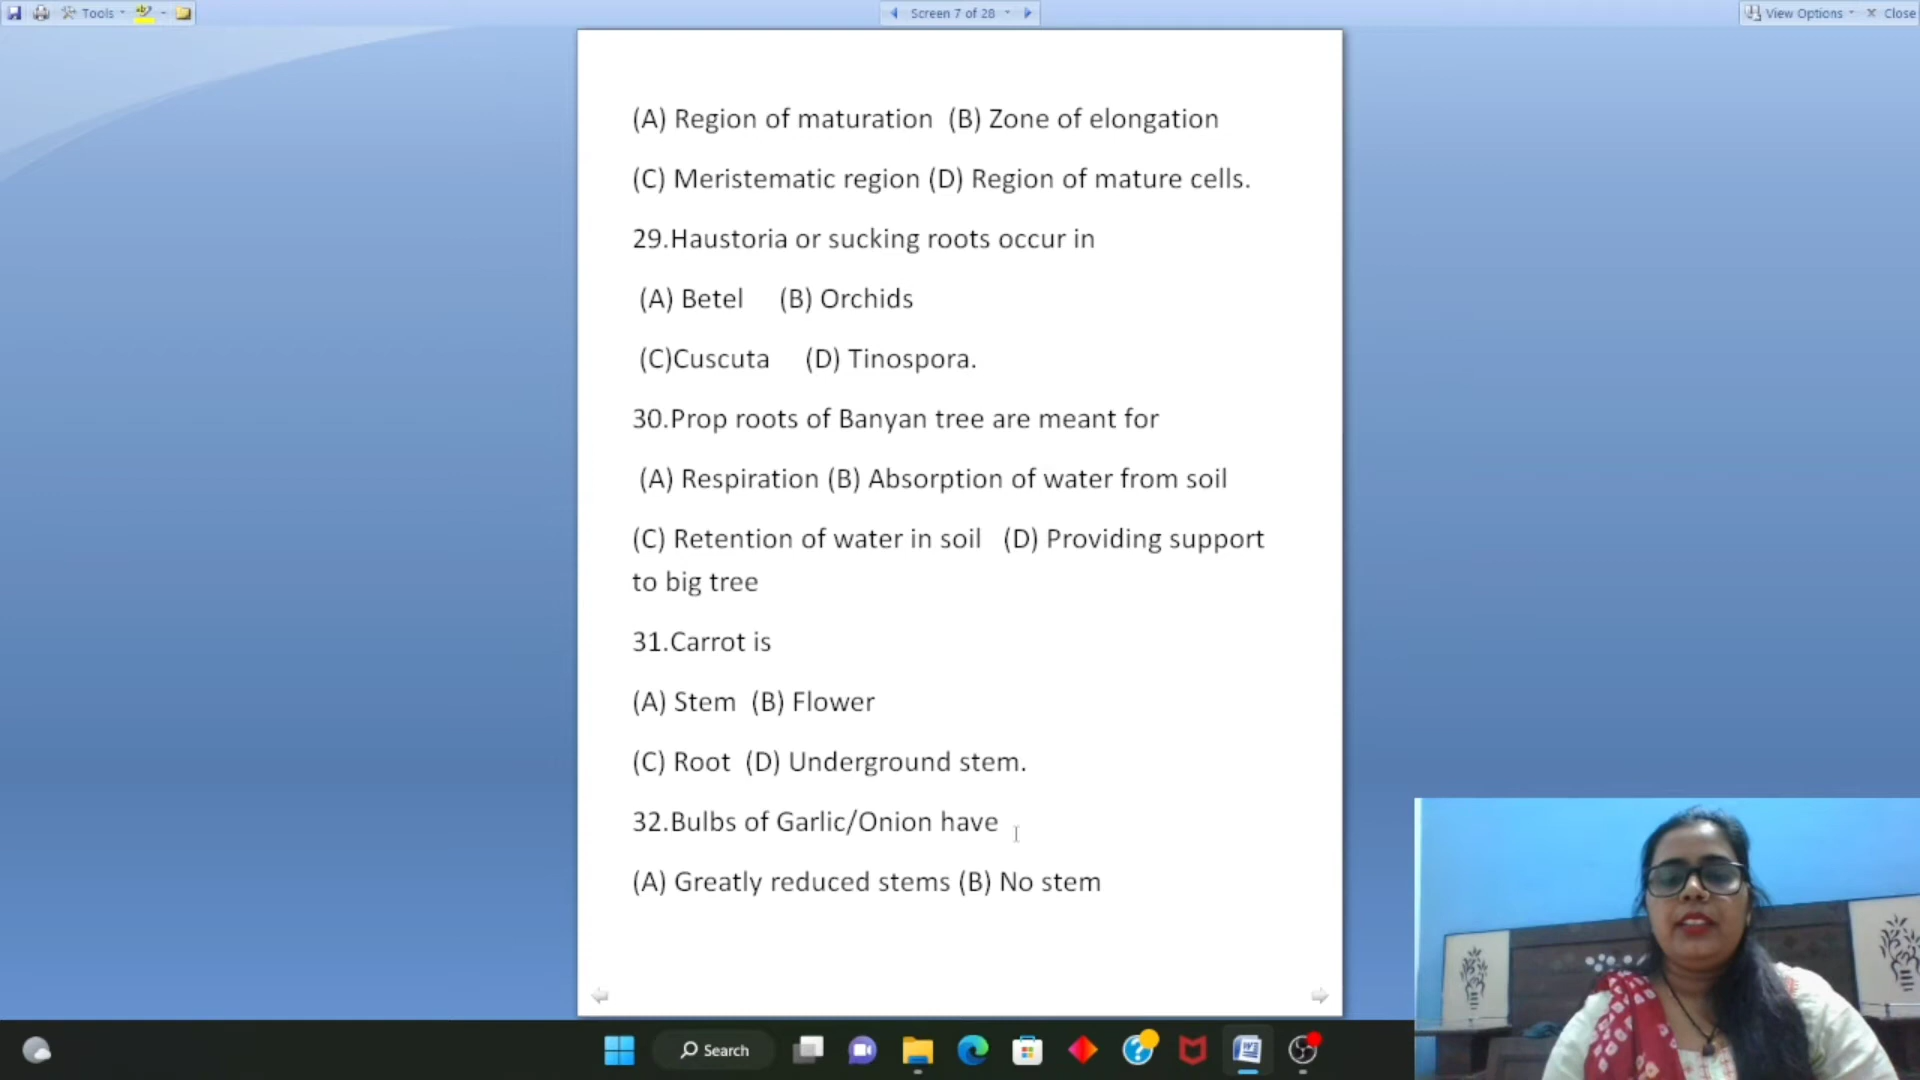 Tools
Screen 7 of 28
View Options
Close
(A) Region of maturation (B) Zone of elongation
(C) Meristematic region (D) Region of mature cells.
29.Haustoria or sucking roots occur in
(A) Betel (B) Orchids
(C)Cuscuta (D) Tinospora.
30.Prop roots of Banyan tree are meant for
(A) Respiration (B) Absorption of water from soil
(C) Retention of water in soil (D) Providing support
to big tree
31.Carrot is
(A) Stem (B) Flower
(C) Root (D) Underground stem.
32.Bulbs of Garlic/Onion have
(A) Greatly reduced stems (B) No stem
Search